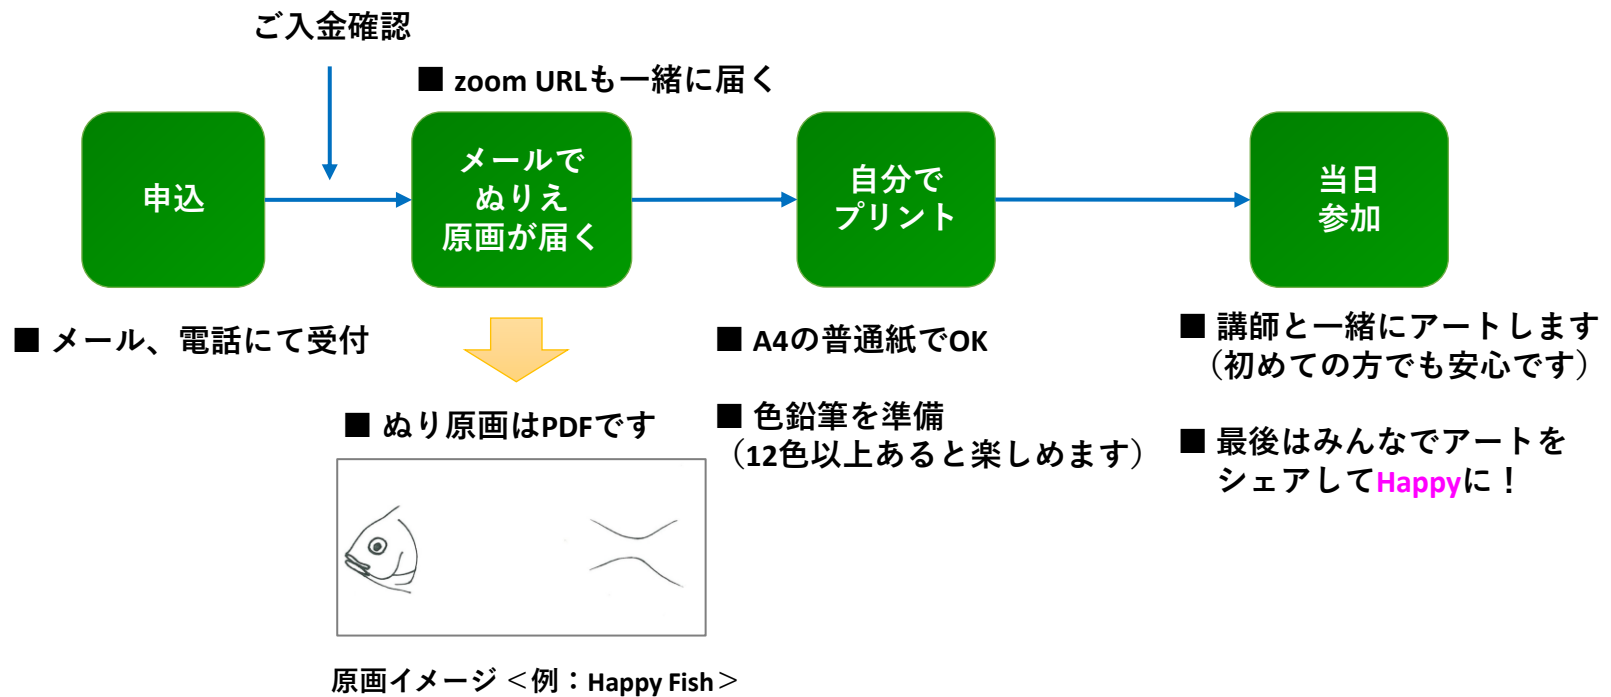 ご入金確認
■ zoom URLも一緒に届く
申込
メールで
ぬりえ
原画が届く
自分で
プリント
当日
参加
■ メール、電話にて受付
■ ぬり原画はPDFです
原画イメージ＜例：Happy Fish＞
■ A4の普通紙でOK
■ 色鉛筆を準備
（12色以上あると楽しめます）
■ 講師と一緒にアートします
（初めての方でも安心です）
■ 最後はみんなでアートを
シェアしてHappyに！